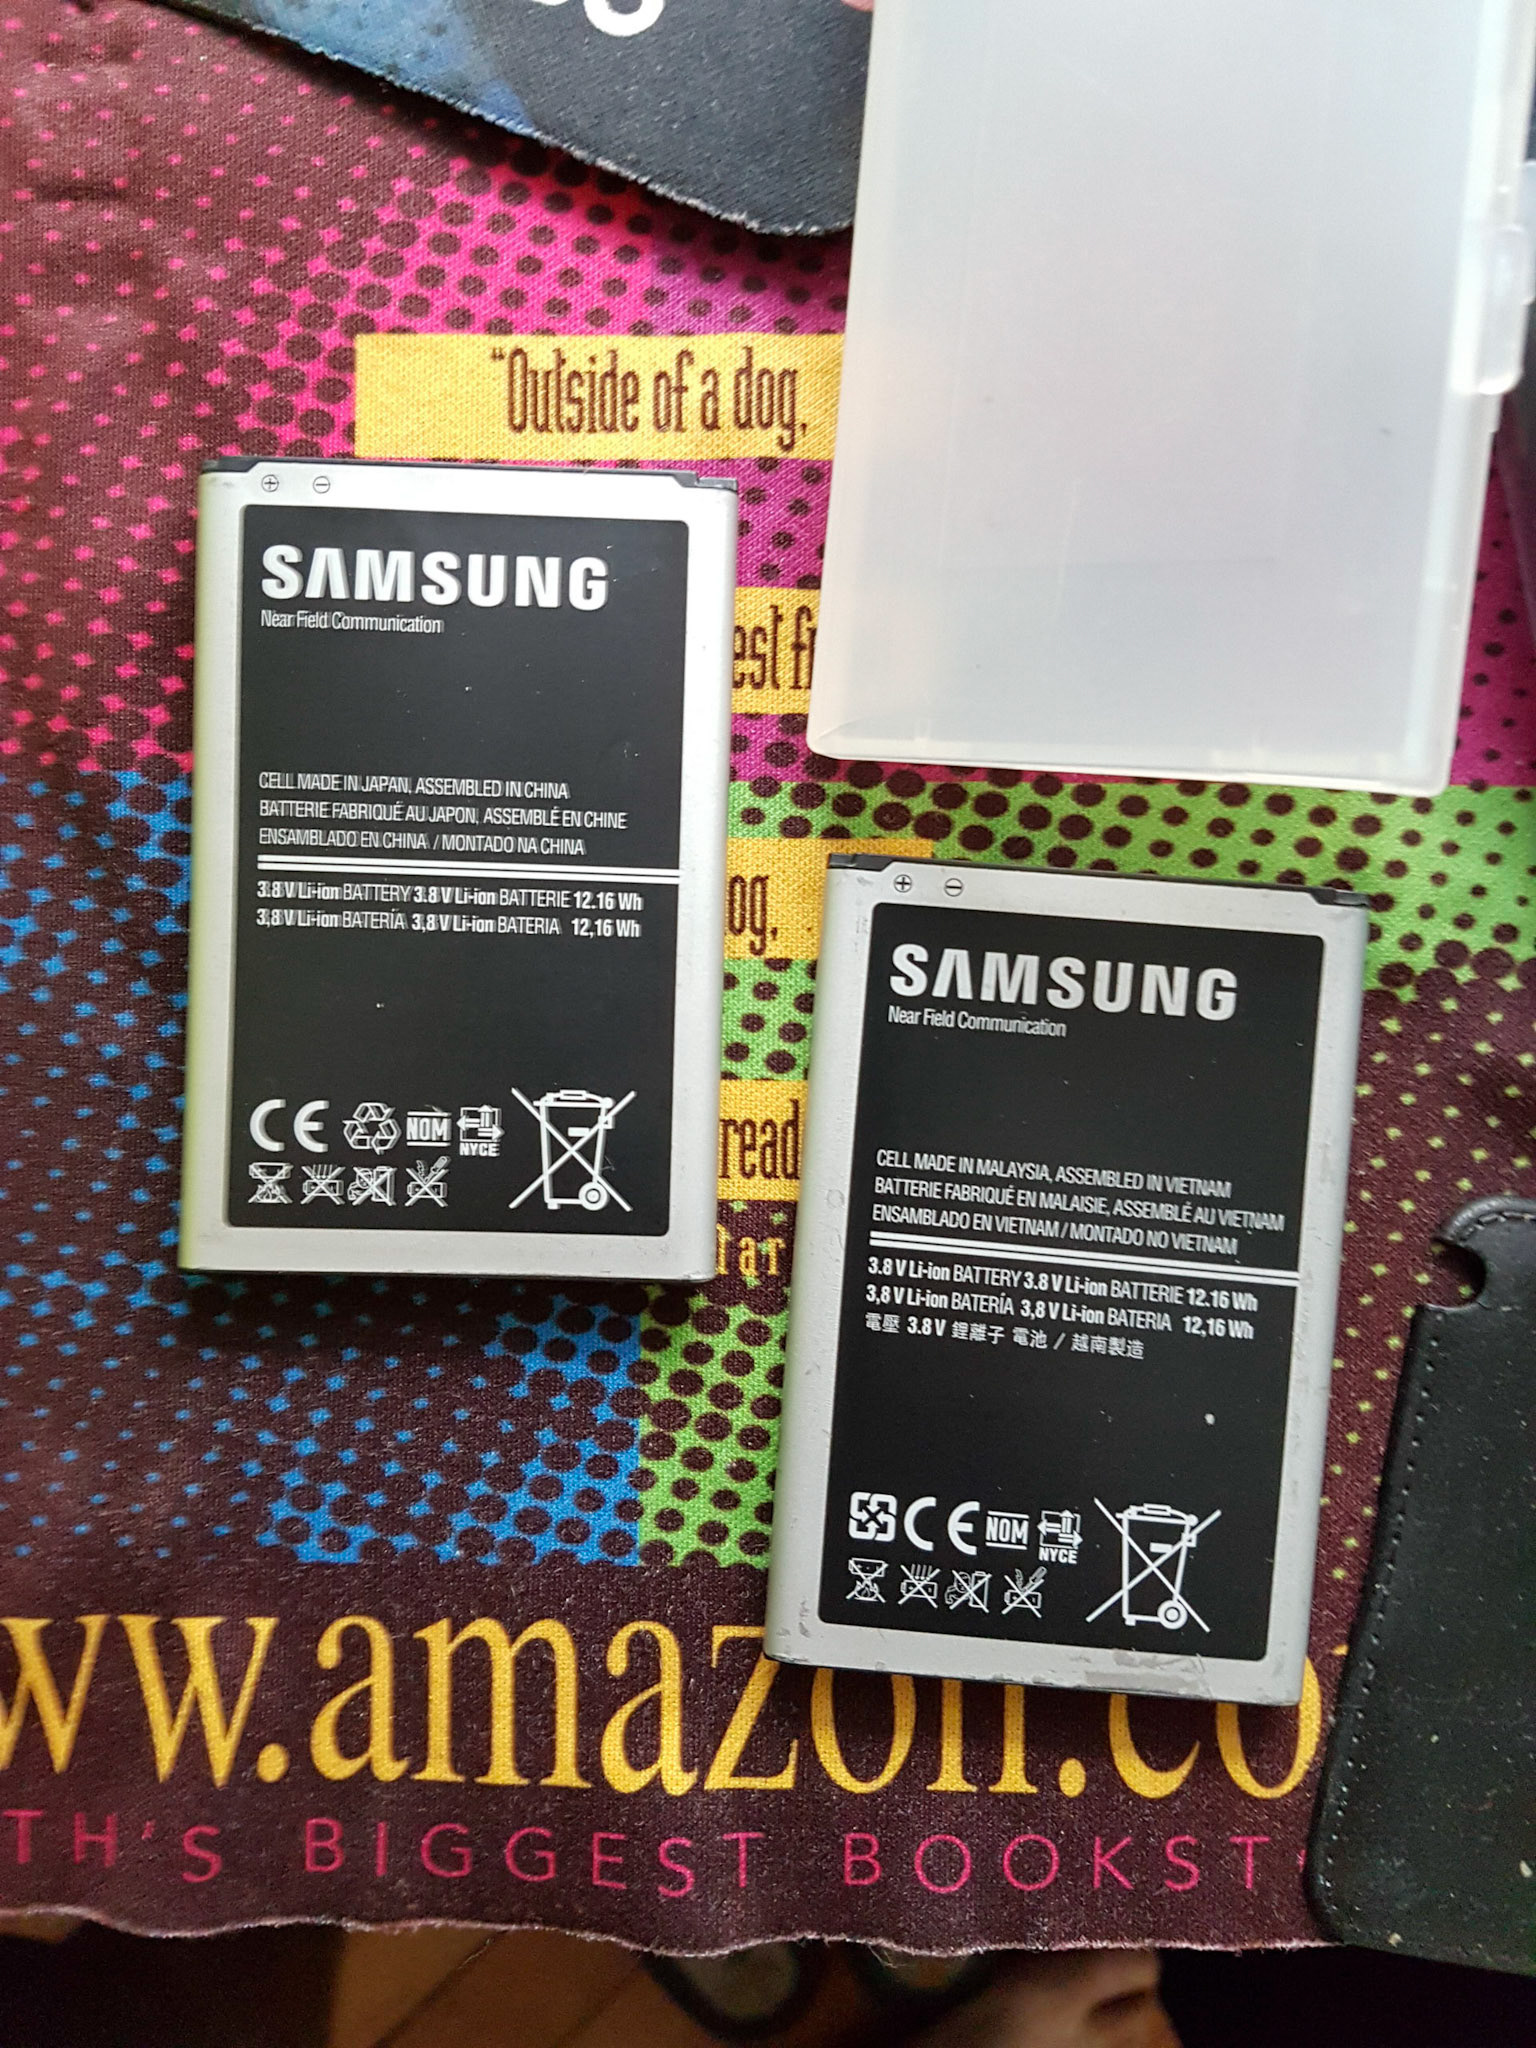 "Outside of a dog,
SAMSUNG
Near Field Communication
CELL MADE IN JAPAN, ASSEMBLED IN CHINA
BATTERIE FABRIQUÉ AU JAPON, ASSEMBLÉ EN CHINE
ENSAMBLADO EN CHINA / MONTADO NA CHINA
3.8 V Li-ion BATTERY 3.8 V Li-ion BATTERIE 12.16 Wh
3,8 V Li-ion BATERÍA 3,8 V Li-ion BATERIA 12,16 Wh
CE NOM NYCE
est fr
og.
read
tar
SAMSUNG
Near Field Communication
CELL MADE IN MALAYSIA, ASSEMBLED IN VIETNAM
BATTERIE FABRIQUÉ EN MALAISIE, ASSEMBLÉ AU VIETNAM
ENSAMBLADO EN VIETNAM / MONTADO NO VIETNAM
3.8 V Li-ion BATTERY 3.8 V Li-ion BATTERIE 12.16 Wh
3,8 V Li-ion BATERÍA 3,8 V Li-ion BATERIA 12,16 Wh
電壓 3.8 V 鋰離子 電池 / 越南製造
CE NOM NYCE
ww.amazon.co
TH'S BIGGEST BOOKST